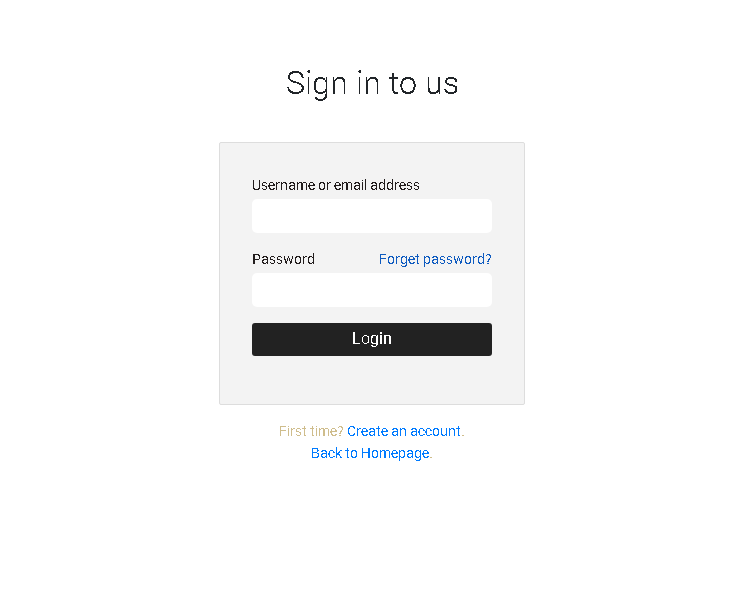 Sign in to us
Username or email address
Password Forget password?
Login
First time? Create an account.
Back to Homepage.